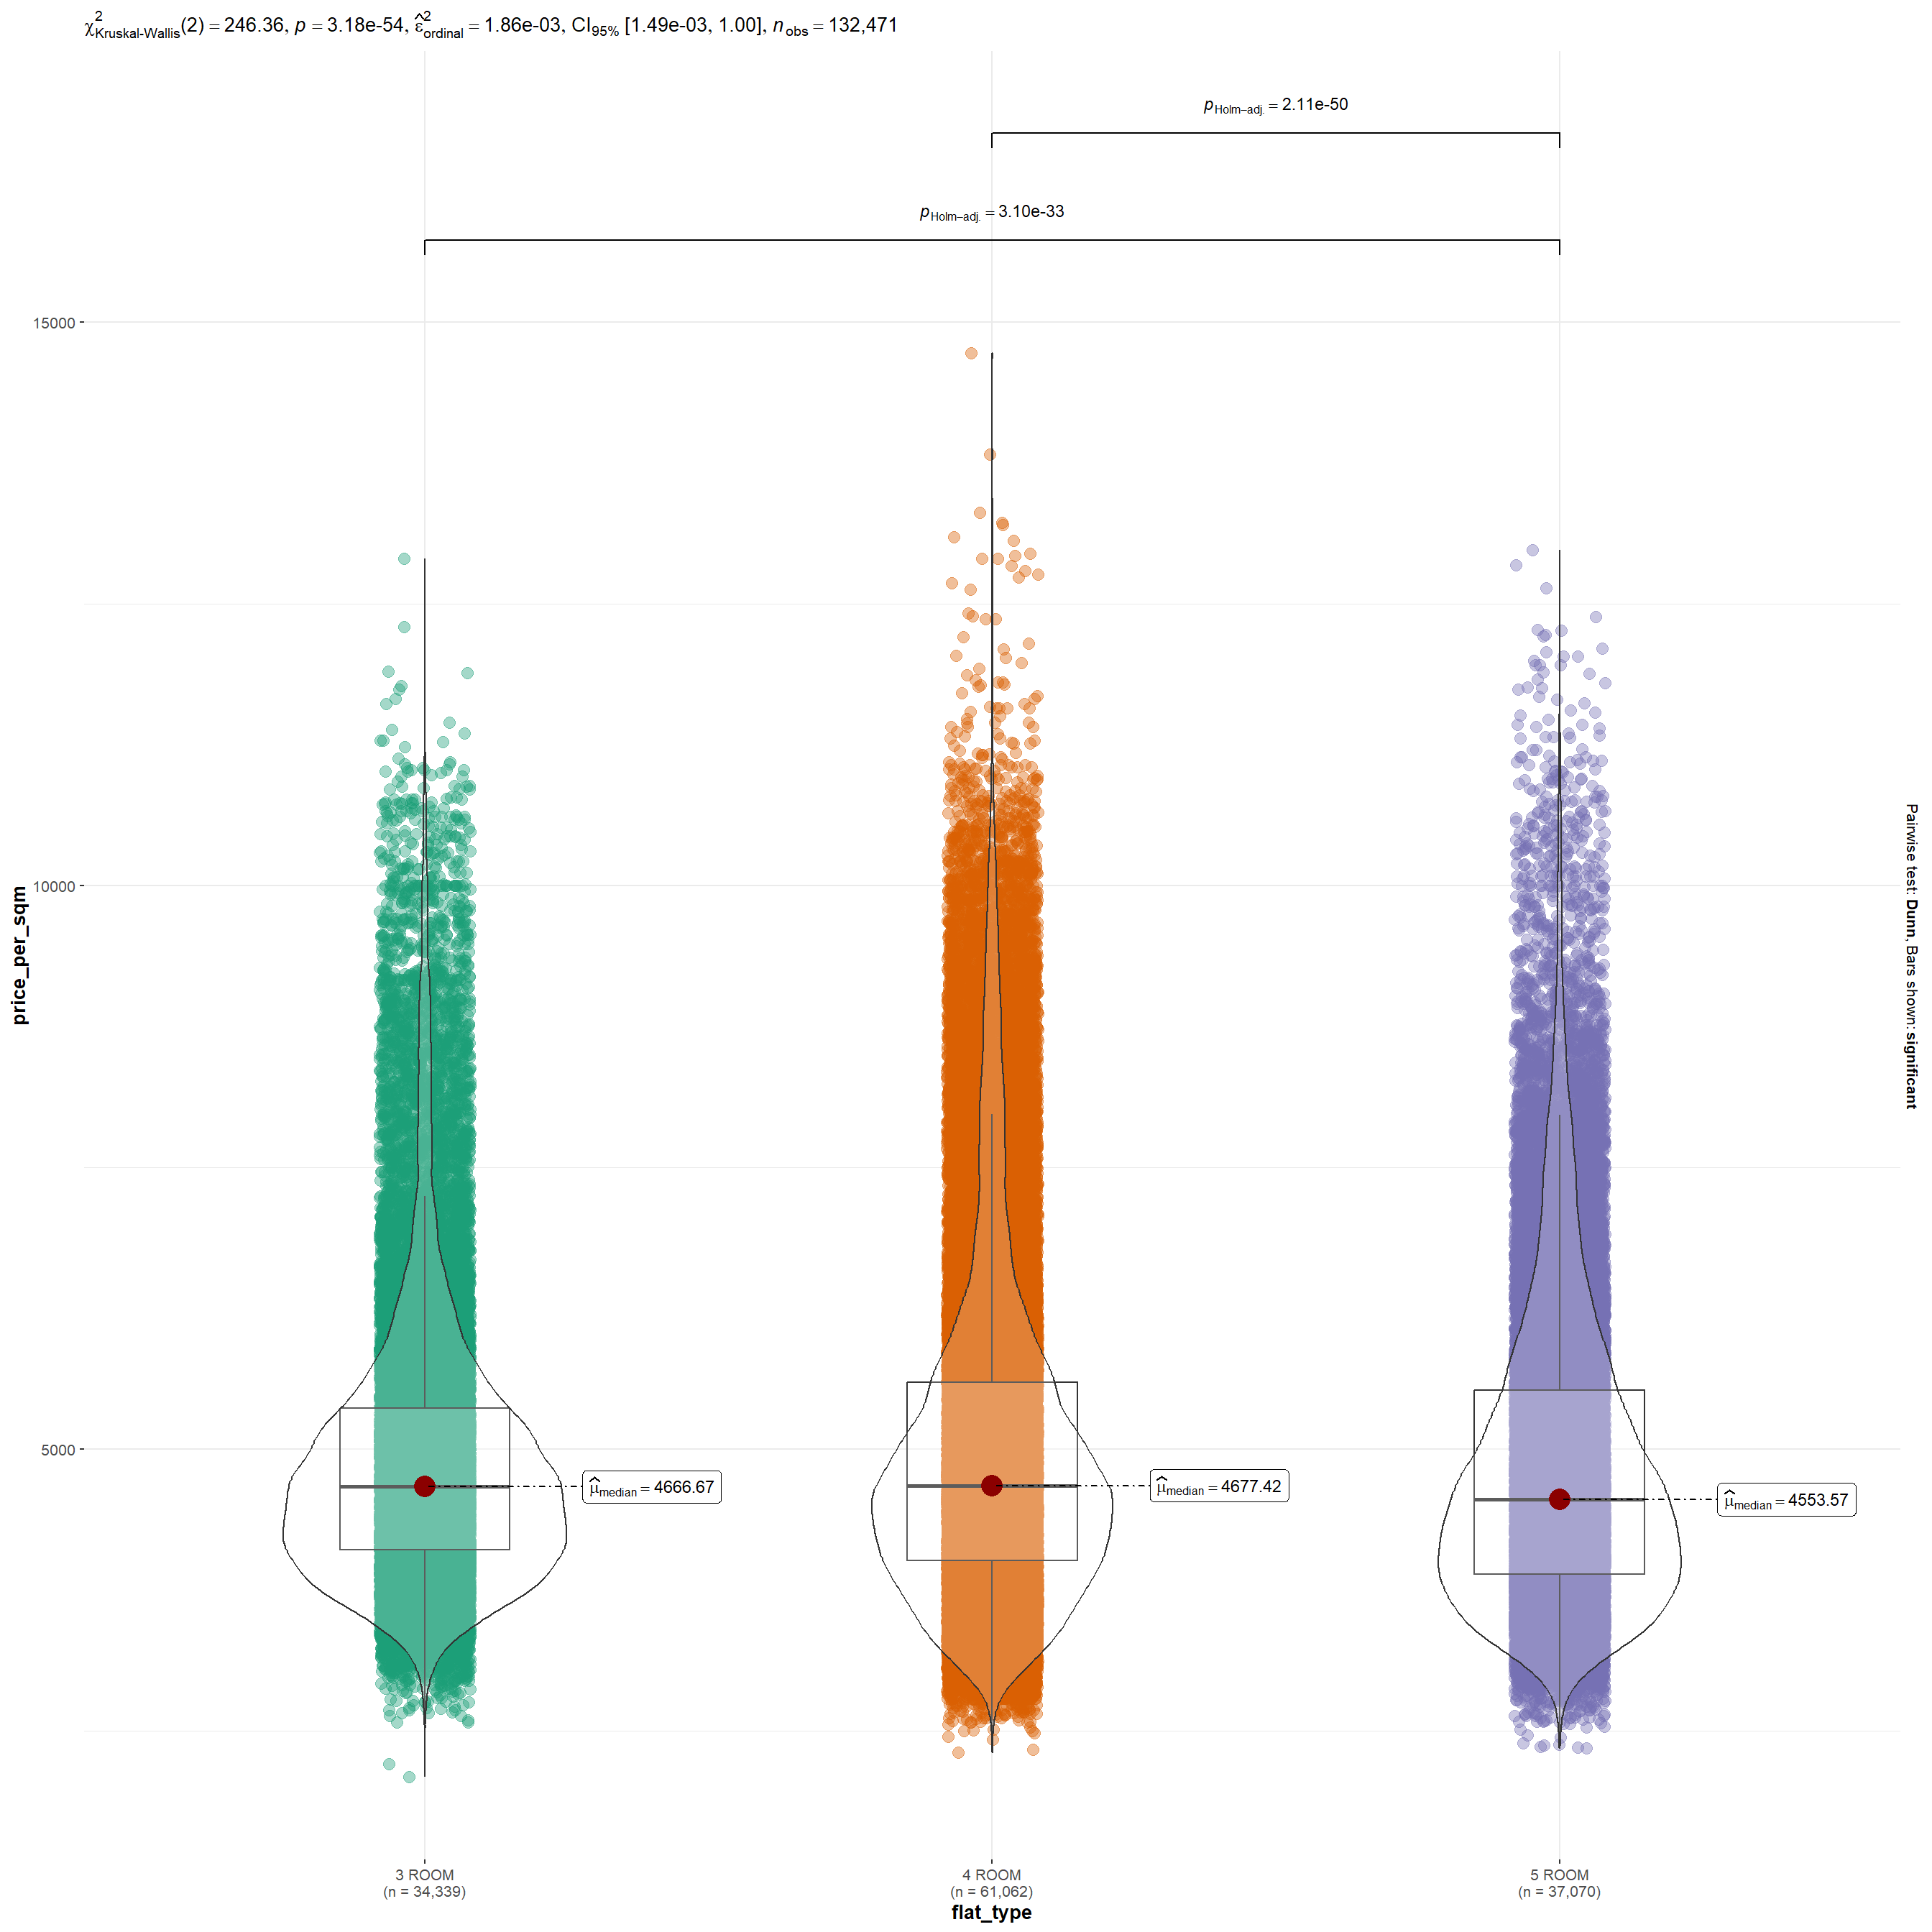 χ²Kruskal-Wallis(2) = 246.36, p = 3.18e-54, ε̂²ordinal = 1.86e-03, CI95% [1.49e-03, 1.00], nobs = 132,471
pHolm−adj. = 2.11e-50
pHolm−adj. = 3.10e-33
15000
10000
5000
price_per_sqm
μ̂median = 4666.67
μ̂median = 4677.42
μ̂median = 4553.57
Pairwise test: Dunn, Bars shown: significant
3 ROOM
(n = 34,339)
4 ROOM
(n = 61,062)
5 ROOM
(n = 37,070)
flat_type